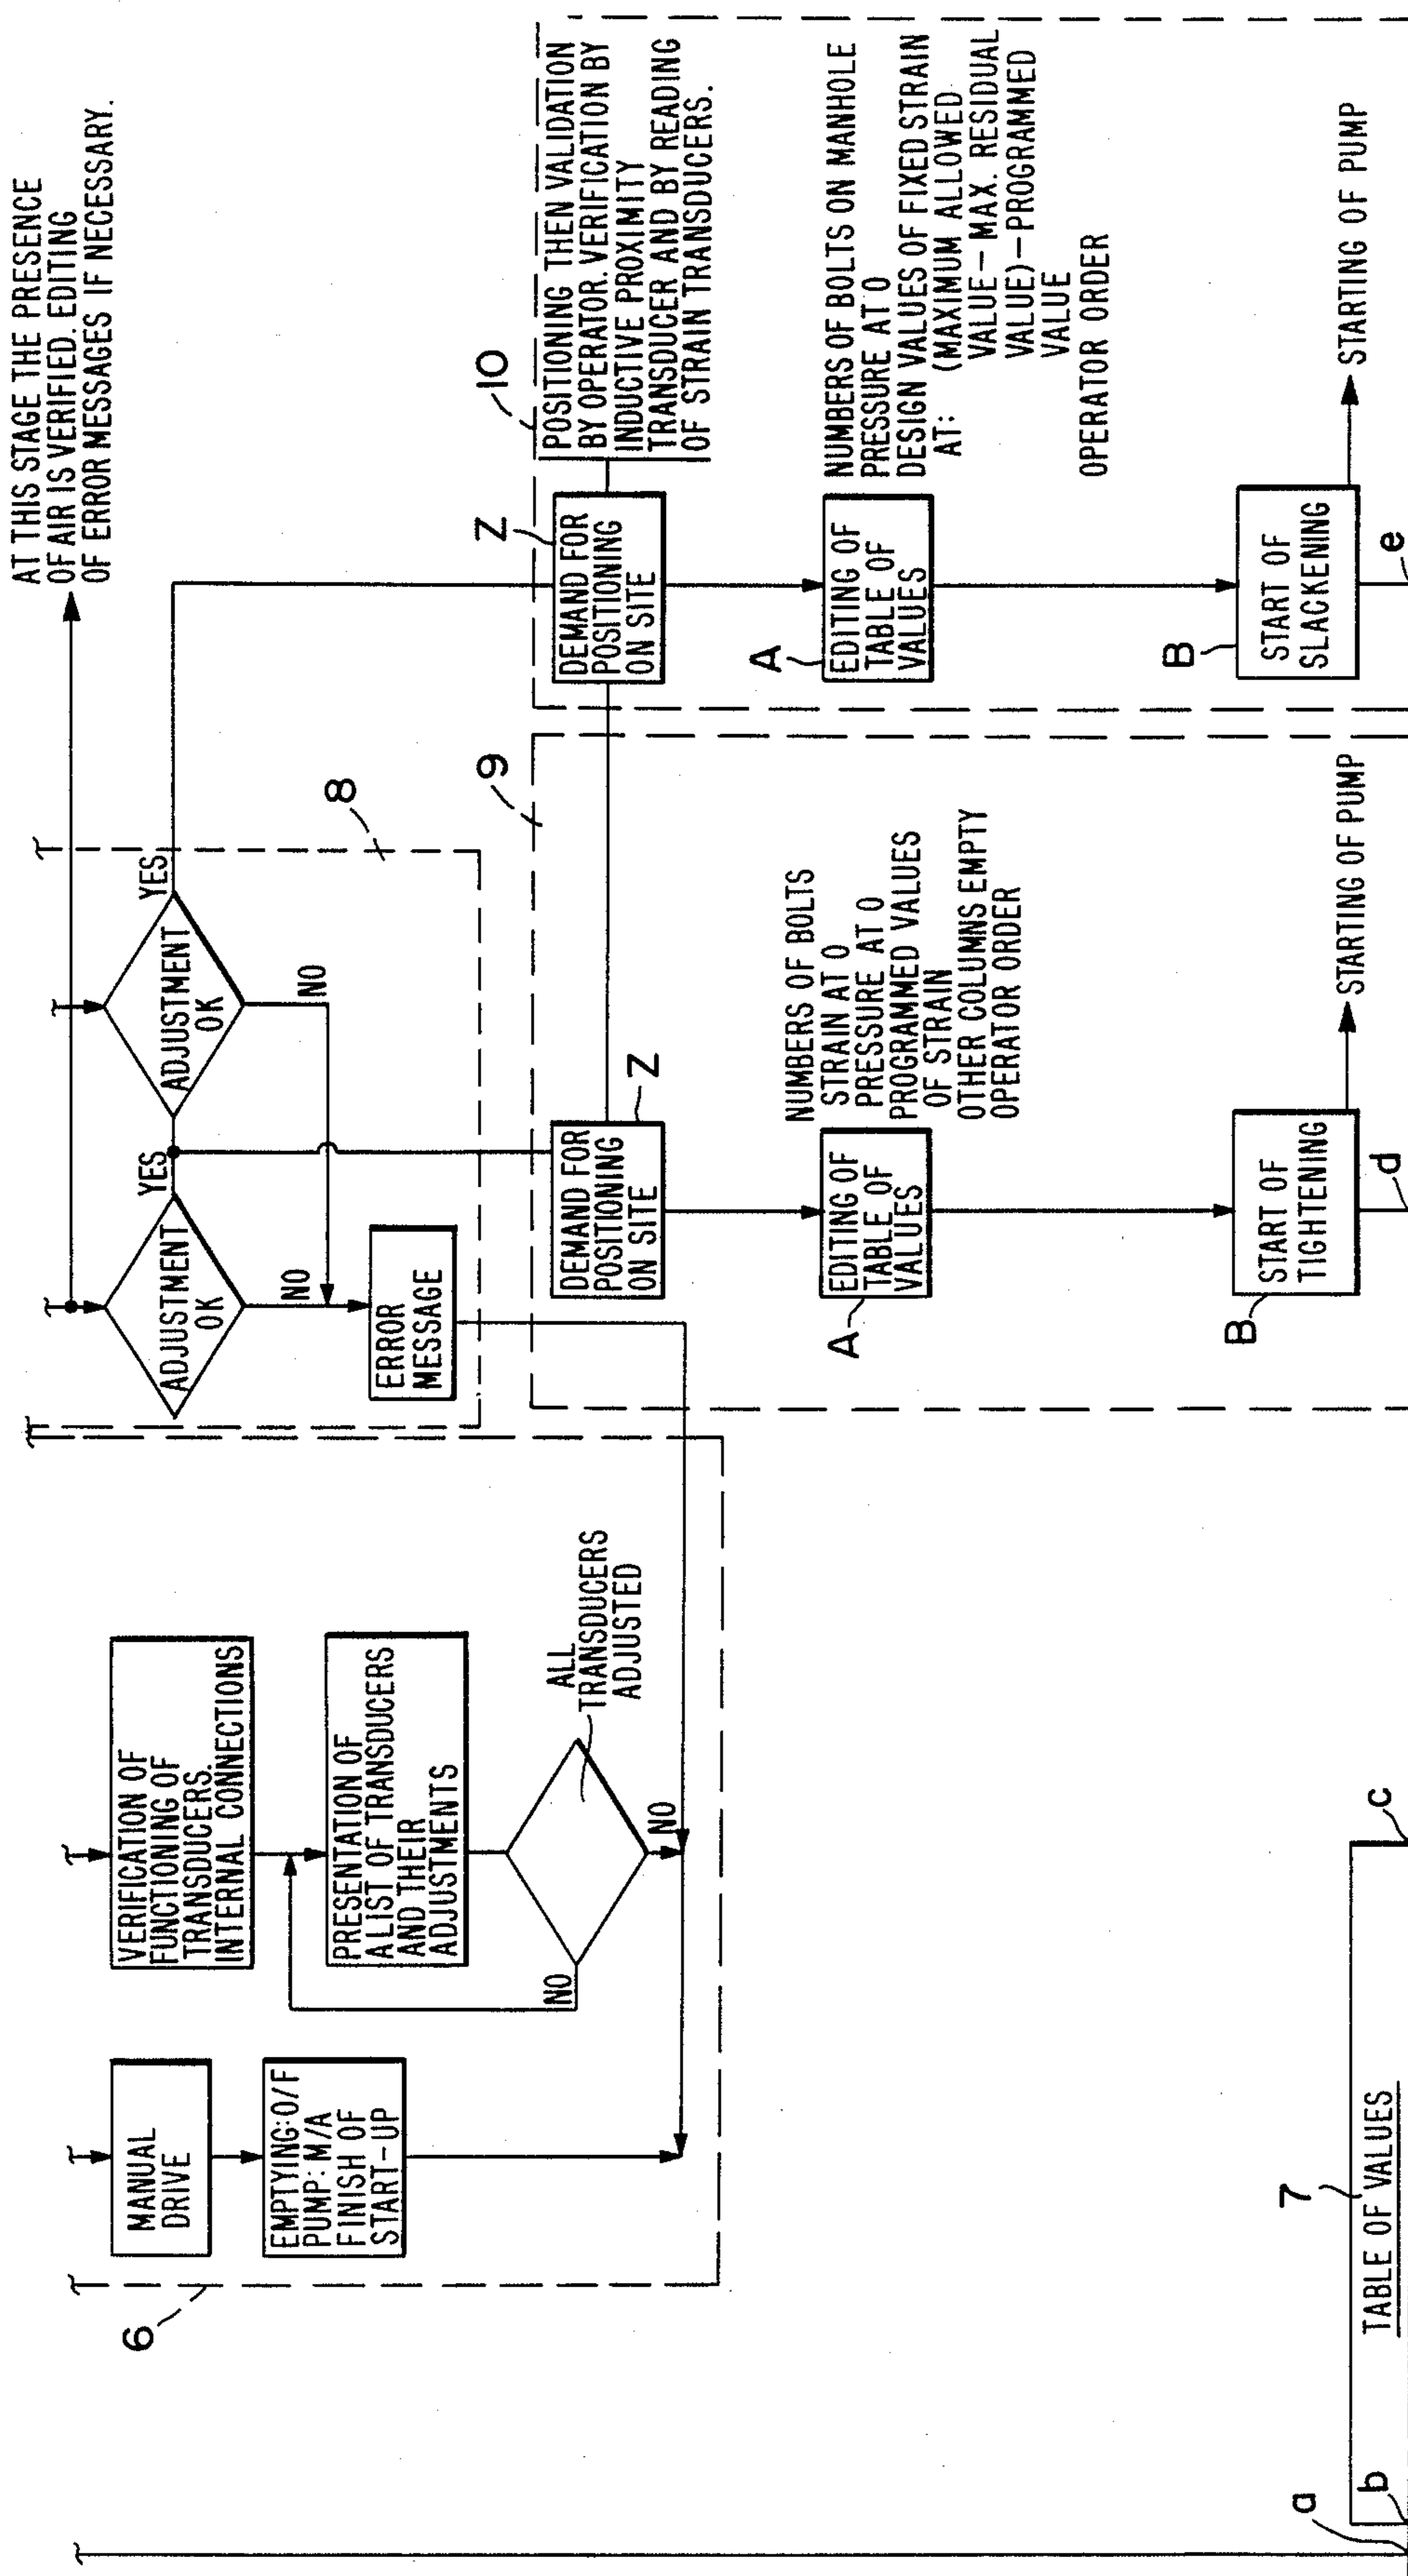 AT THIS STAGE THE PRESENCE
OF AIR IS VERIFIED. EDITING
OF ERROR MESSAGES IF NECESSARY.
MANUAL
DRIVE
EMPTYING: O/F
PUMP: M/A
FINISH OF
START-UP
6
VERIFICATION OF
FUNCTIONING OF
TRANSDUCERS.
INTERNAL CONNECTIONS
PRESENTATION OF
A LIST OF TRANSDUCERS
AND THEIR
ADJUSTMENTS
ALL
TRANSDUCERS
ADJUSTED
NO
NO
ADJUSTMENT
OK
YES
NO
ADJUSTMENT
OK
YES
NO
8
ERROR
MESSAGE
9
DEMAND FOR
POSITIONING
ON SITE
Z
NUMBERS OF BOLTS
STRAIN AT 0
PRESSURE AT 0
PROGRAMMED VALUES
OF STRAIN
OTHER COLUMNS EMPTY
OPERATOR ORDER
EDITING OF
TABLE OF
VALUES
A
START OF
TIGHTENING
B
STARTING OF PUMP
d
10
DEMAND FOR
POSITIONING
ON SITE
Z
POSITIONING THEN VALIDATION
BY OPERATOR. VERIFICATION BY
INDUCTIVE PROXIMITY
TRANSDUCER AND BY READING
OF STRAIN TRANSDUCERS.
EDITING OF
TABLE OF
VALUES
A
NUMBERS OF BOLTS ON MANHOLE
PRESSURE AT 0
DESIGN VALUES OF FIXED STRAIN
AT: (MAXIMUM ALLOWED
VALUE – MAX. RESIDUAL
VALUE) – PROGRAMMED
VALUE
OPERATOR ORDER
START OF
SLACKENING
B
STARTING OF PUMP
e
7
TABLE OF VALUES
a
b
c